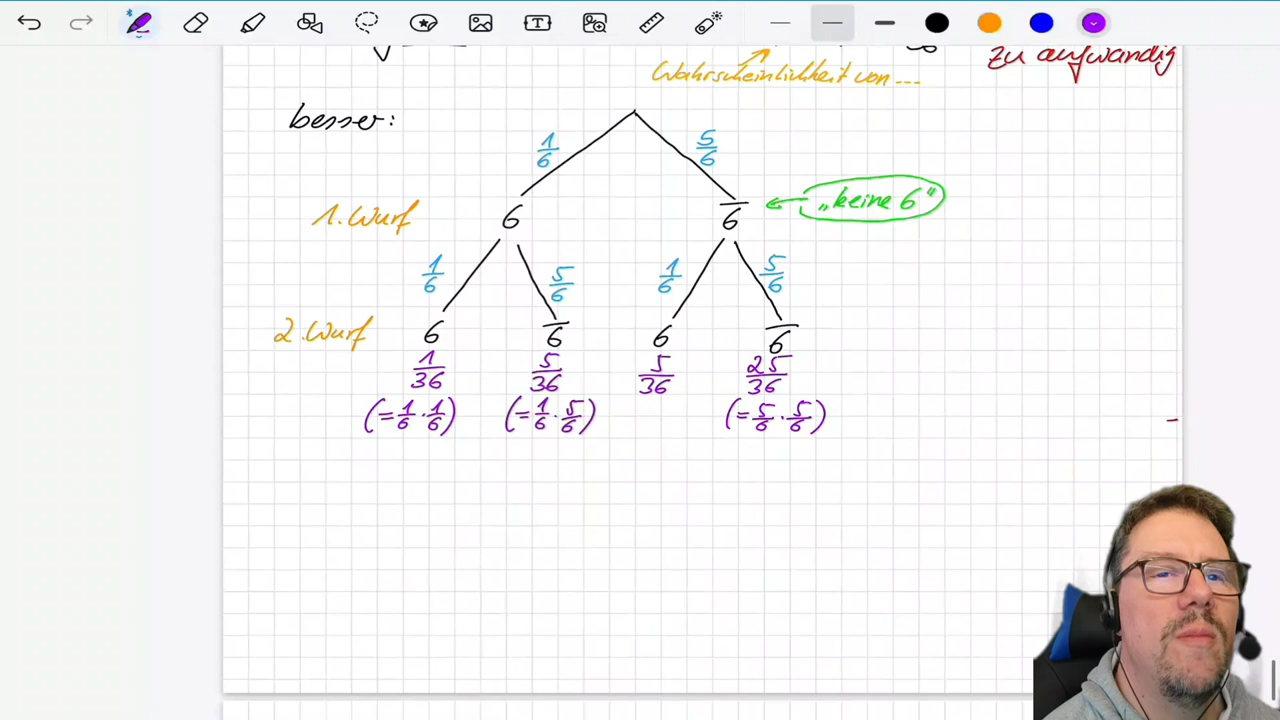 zu aufwändig
Wahrscheinlichkeit von ...
besser:
1/6 5/6
1. Wurf 6 6̅ ← „keine 6"
1/6 5/6 1/6 5/6
2. Wurf 6 6̅ 6 6̅
1/36 5/36 5/36 25/36
(=1/6·1/6) (=1/6·5/6) (=5/6·5/6)